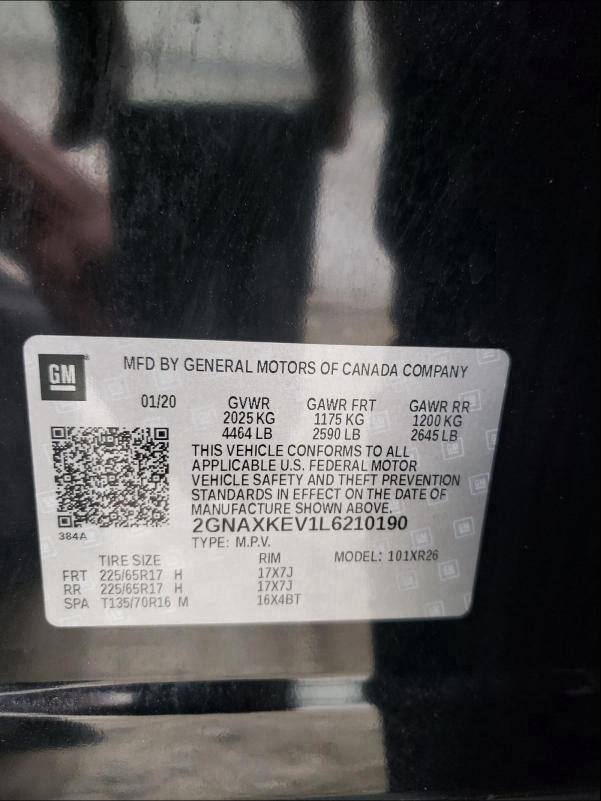 GM
MFD BY GENERAL MOTORS OF CANADA COMPANY
01/20 GVWR GAWR FRT GAWR RR
2025 KG 1175 KG 1200 KG
4464 LB 2590 LB 2645 LB
THIS VEHICLE CONFORMS TO ALL
APPLICABLE U.S. FEDERAL MOTOR
VEHICLE SAFETY AND THEFT PREVENTION
STANDARDS IN EFFECT ON THE DATE OF
MANUFACTURE SHOWN ABOVE.
384A
2GNAXKEV1L6210190
TYPE: M.P.V. MODEL: 101XR26
TIRE SIZE RIM
FRT 225/65R17 H 17X7J
RR 225/65R17 H 17X7J
SPA T135/70R16 M 16X4BT